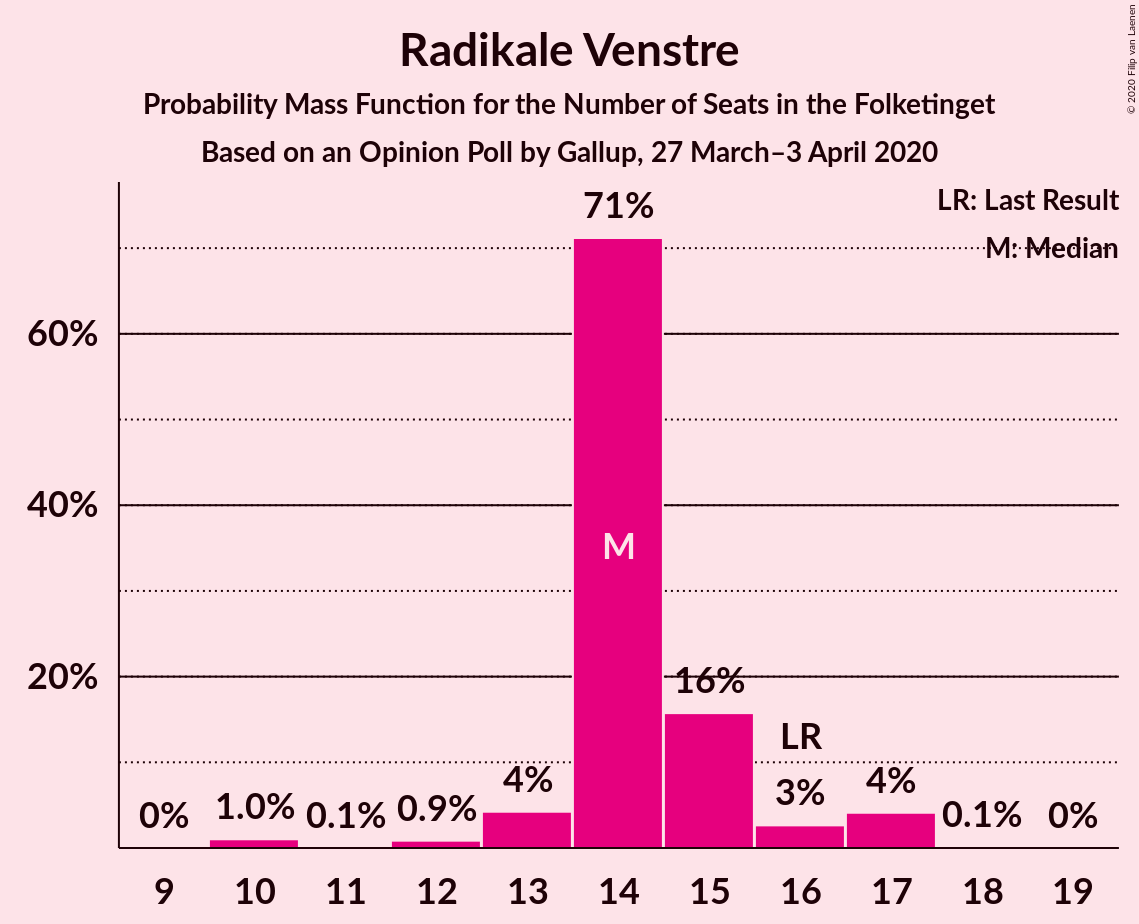 Radikale Venstre
Probability Mass Function for the Number of Seats in the Folketinget
Based on an Opinion Poll by Gallup, 27 March–3 April 2020
© 2020 Filip van Laenen
LR: Last Result
M: Median
71%
60%
40%
M
20%
16%
LR
0%
1.0%
0.1%
0.9%
4%
3%
4%
0.1%
0%
9 10 11 12 13 14 15 16 17 18 19